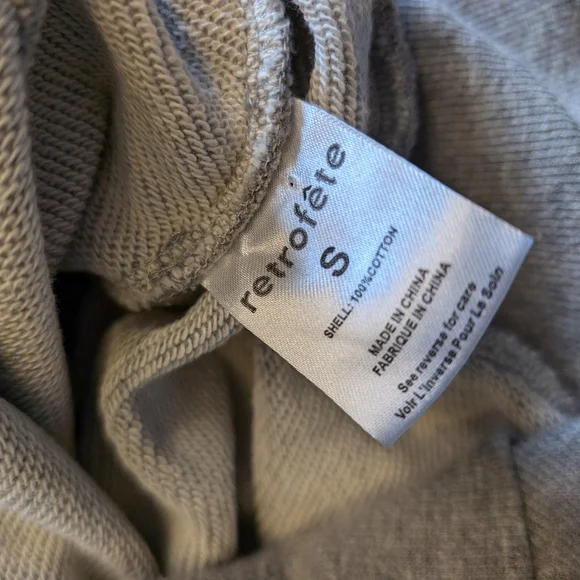 retrofête
S
SHELL: 100%COTTON
MADE IN CHINA
FABRIQUE IN CHINA
See reverse for care
Voir L'inverse Pour Le Soin